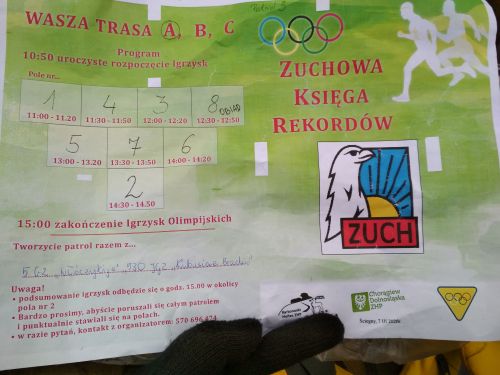 Patrol 5
WASZA TRASA A, B, C
Program
10:50 uroczyste rozpoczęcie Igrzysk
Pole nr...
1 4 3 8 OBIAD
11:00 - 11.20 11:30 - 11:50 12:00 - 12:20 12:30 - 12:50
5 7 6
13:00 - 13.20 13:30 - 13:50 14:00 - 14:20
2
14:30 - 14.50
15:00 zakończenie Igrzysk Olimpijskich
Tworzycie patrol razem z...
Uwaga!
• podsumowanie igrzysk odbędzie się o godz. 15.00 w okolicy
pola nr 2
• Bardzo prosimy, abyście poruszali się całym patrolem
i punktualnie stawiali się na polach.
• w razie pytań, kontakt z organizatorem: 570 696 474
ZUCHOWA
KSIĘGA
REKORDÓW
ZUCH
Chorągiew
Dolnośląska
ZHP